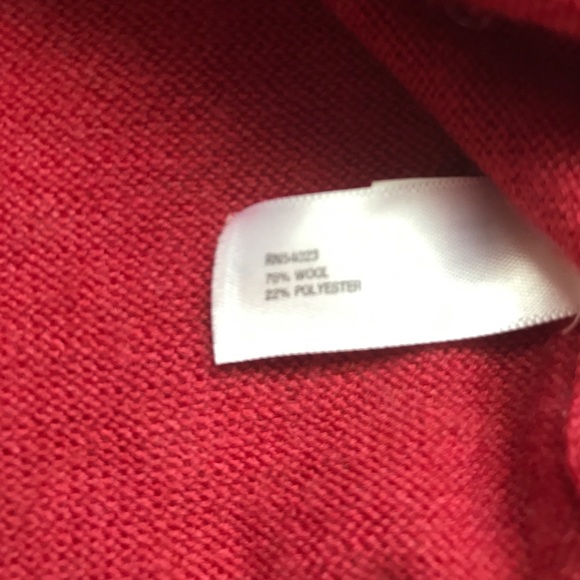 RN54023
78% WOOL
22% POLYESTER